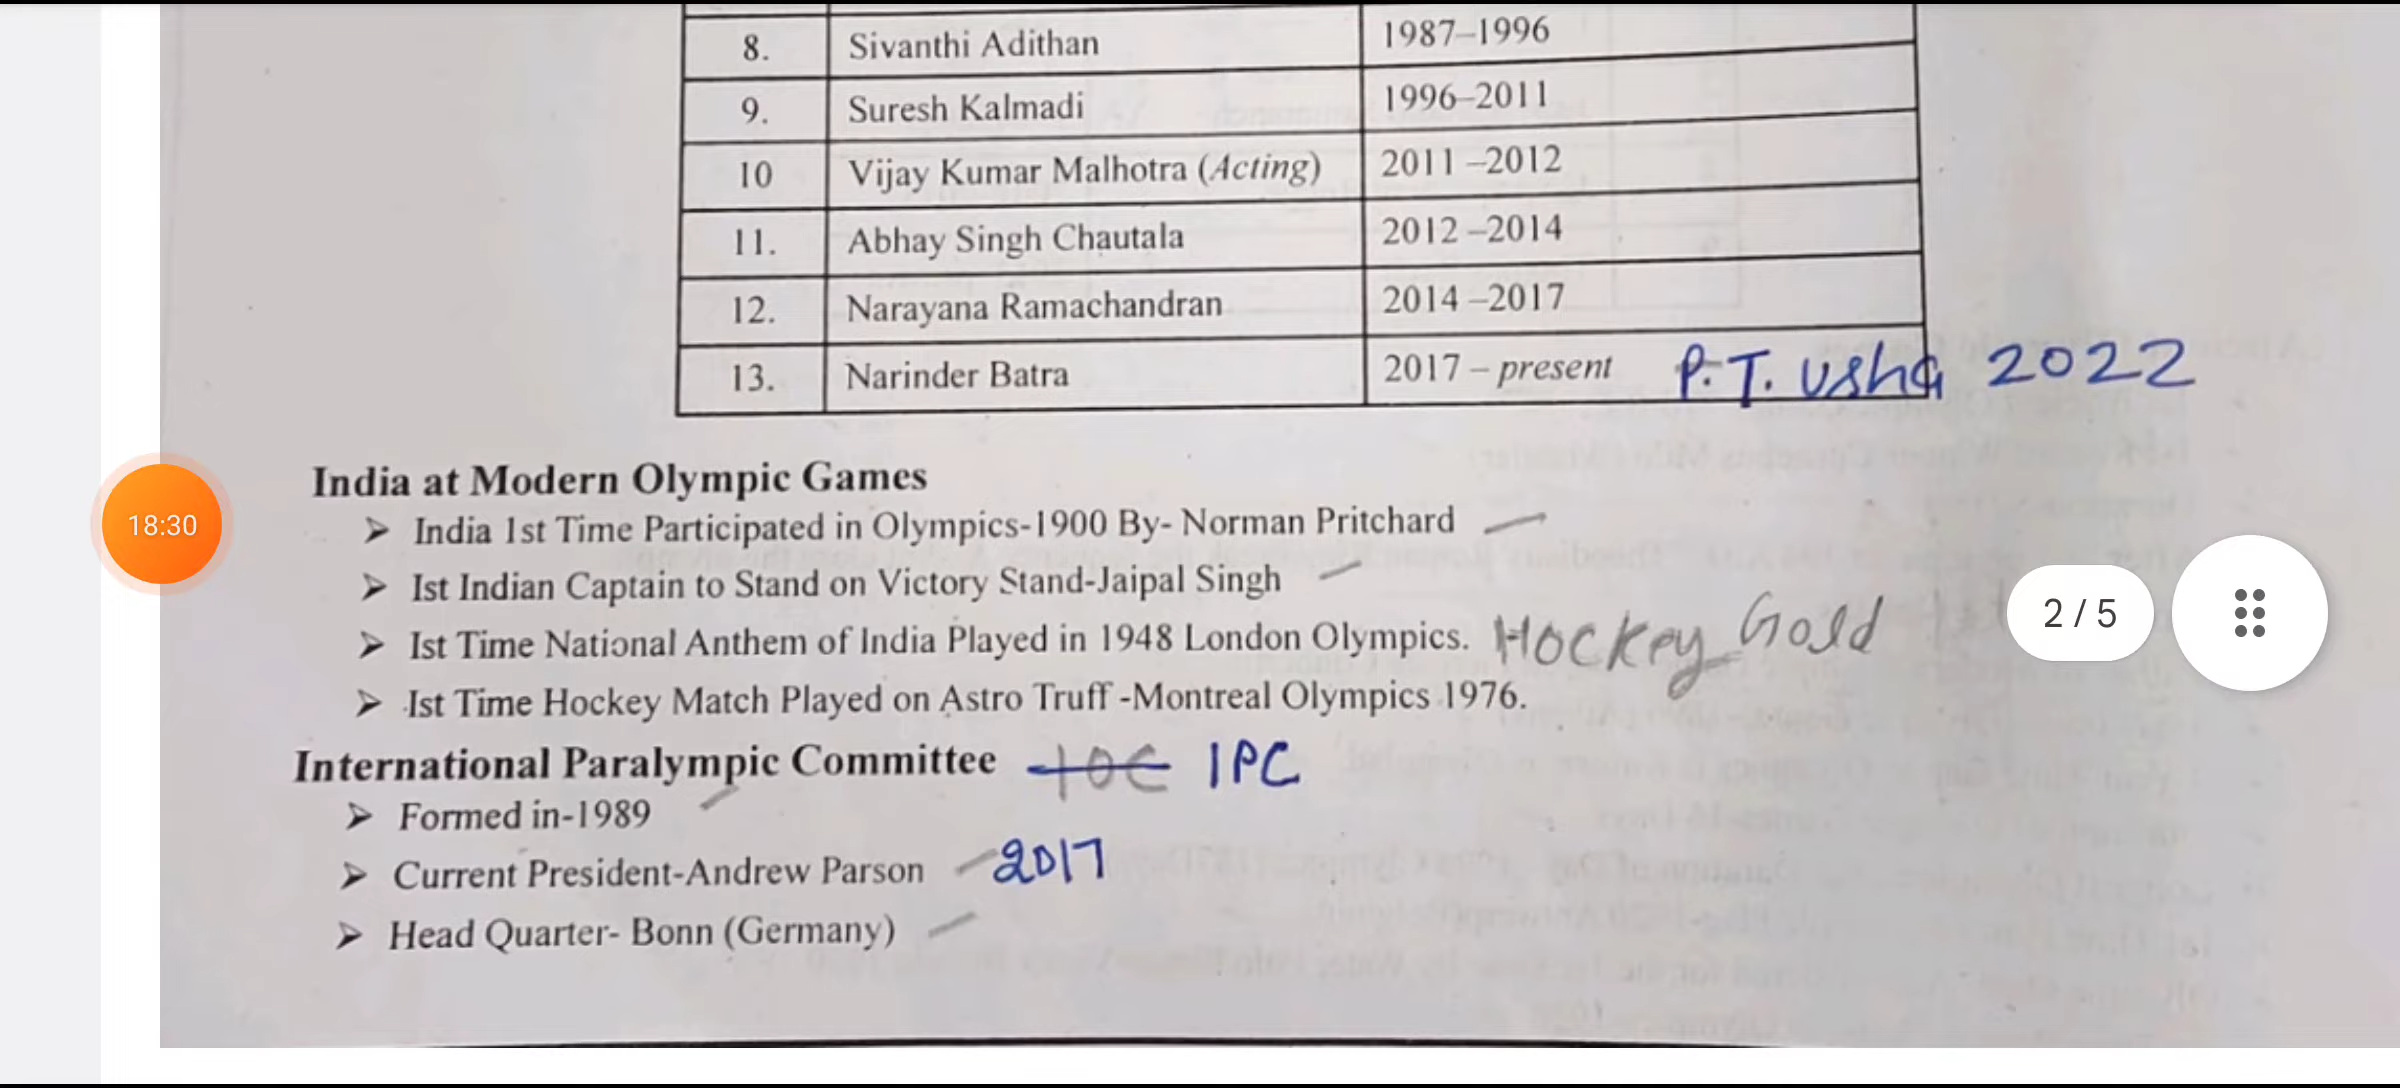 8. Sivanthi Adithan 1987–1996
9. Suresh Kalmadi 1996–2011
10 Vijay Kumar Malhotra (Acting) 2011 –2012
11. Abhay Singh Chautala 2012 –2014
12. Narayana Ramachandran 2014 –2017
13. Narinder Batra 2017 – present P.T. Usha 2022
India at Modern Olympic Games
➤ India 1st Time Participated in Olympics-1900 By- Norman Pritchard
➤ Ist Indian Captain to Stand on Victory Stand-Jaipal Singh
➤ Ist Time National Anthem of India Played in 1948 London Olympics. Hockey Gold
➤ Ist Time Hockey Match Played on Astro Truff -Montreal Olympics 1976.
International Paralympic Committee IOC IPC
➤ Formed in-1989
➤ Current President-Andrew Parson 2017
➤ Head Quarter- Bonn (Germany)
18:30
2 / 5